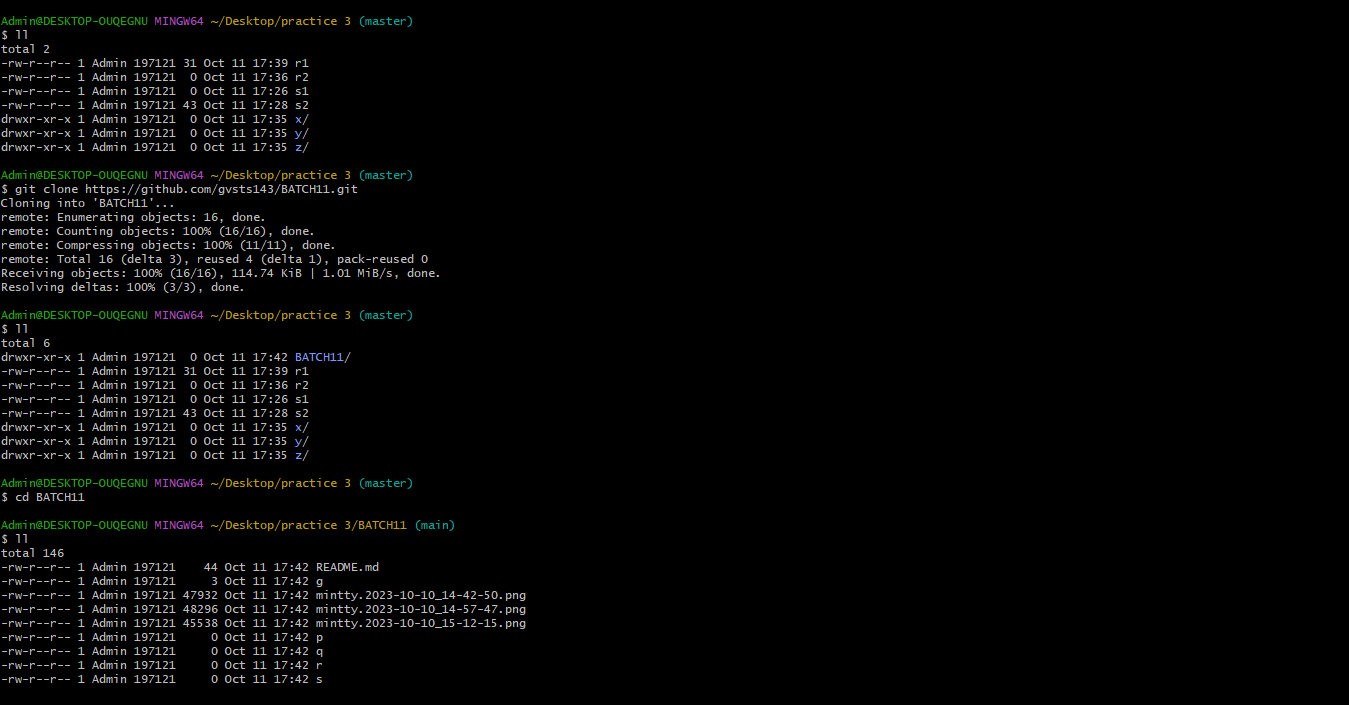 Admin@DESKTOP-OUQEGNU MINGW64 ~/Desktop/practice 3 (master)
$ ll
total 2
-rw-r--r-- 1 Admin 197121 31 Oct 11 17:39 r1
-rw-r--r-- 1 Admin 197121  0 Oct 11 17:36 r2
-rw-r--r-- 1 Admin 197121  0 Oct 11 17:26 s1
-rw-r--r-- 1 Admin 197121 43 Oct 11 17:28 s2
drwxr-xr-x 1 Admin 197121  0 Oct 11 17:35 x/
drwxr-xr-x 1 Admin 197121  0 Oct 11 17:35 y/
drwxr-xr-x 1 Admin 197121  0 Oct 11 17:35 z/
Admin@DESKTOP-OUQEGNU MINGW64 ~/Desktop/practice 3 (master)
$ git clone https://github.com/gvsts143/BATCH11.git
Cloning into 'BATCH11'...
remote: Enumerating objects: 16, done.
remote: Counting objects: 100% (16/16), done.
remote: Compressing objects: 100% (11/11), done.
remote: Total 16 (delta 3), reused 4 (delta 1), pack-reused 0
Receiving objects: 100% (16/16), 114.74 KiB | 1.01 MiB/s, done.
Resolving deltas: 100% (3/3), done.
Admin@DESKTOP-OUQEGNU MINGW64 ~/Desktop/practice 3 (master)
$ ll
total 6
drwxr-xr-x 1 Admin 197121  0 Oct 11 17:42 BATCH11/
-rw-r--r-- 1 Admin 197121 31 Oct 11 17:39 r1
-rw-r--r-- 1 Admin 197121  0 Oct 11 17:36 r2
-rw-r--r-- 1 Admin 197121  0 Oct 11 17:26 s1
-rw-r--r-- 1 Admin 197121 43 Oct 11 17:28 s2
drwxr-xr-x 1 Admin 197121  0 Oct 11 17:35 x/
drwxr-xr-x 1 Admin 197121  0 Oct 11 17:35 y/
drwxr-xr-x 1 Admin 197121  0 Oct 11 17:35 z/
Admin@DESKTOP-OUQEGNU MINGW64 ~/Desktop/practice 3 (master)
$ cd BATCH11
Admin@DESKTOP-OUQEGNU MINGW64 ~/Desktop/practice 3/BATCH11 (main)
$ ll
total 146
-rw-r--r-- 1 Admin 197121    44 Oct 11 17:42 README.md
-rw-r--r-- 1 Admin 197121     3 Oct 11 17:42 g
-rw-r--r-- 1 Admin 197121 47932 Oct 11 17:42 mintty.2023-10-10_14-42-50.png
-rw-r--r-- 1 Admin 197121 48296 Oct 11 17:42 mintty.2023-10-10_14-57-47.png
-rw-r--r-- 1 Admin 197121 45538 Oct 11 17:42 mintty.2023-10-10_15-12-15.png
-rw-r--r-- 1 Admin 197121     0 Oct 11 17:42 p
-rw-r--r-- 1 Admin 197121     0 Oct 11 17:42 q
-rw-r--r-- 1 Admin 197121     0 Oct 11 17:42 r
-rw-r--r-- 1 Admin 197121     0 Oct 11 17:42 s